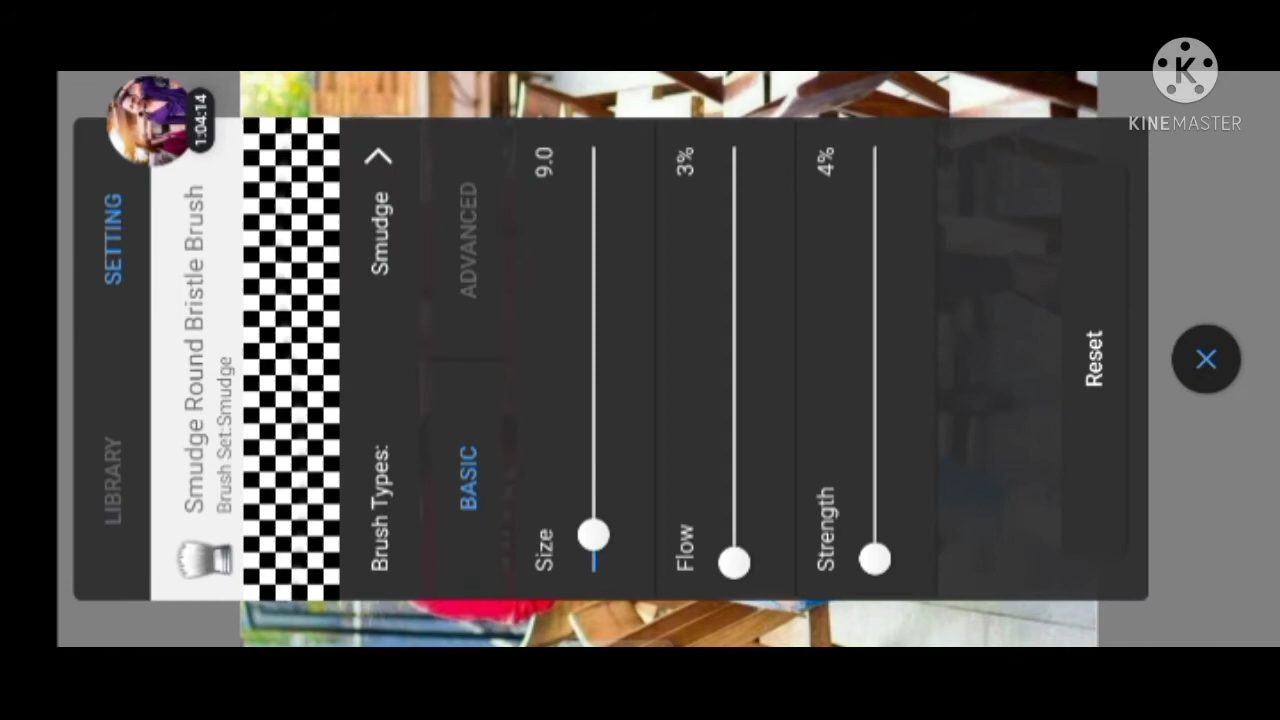 LIBRARY SETTING
1:04:14
Smudge Round Bristle Brush
Brush Set:Smudge
Brush Types: Smudge
BASIC ADVANCED
Size 9.0
Flow 3%
Strength 4%
Reset
K
KINEMASTER